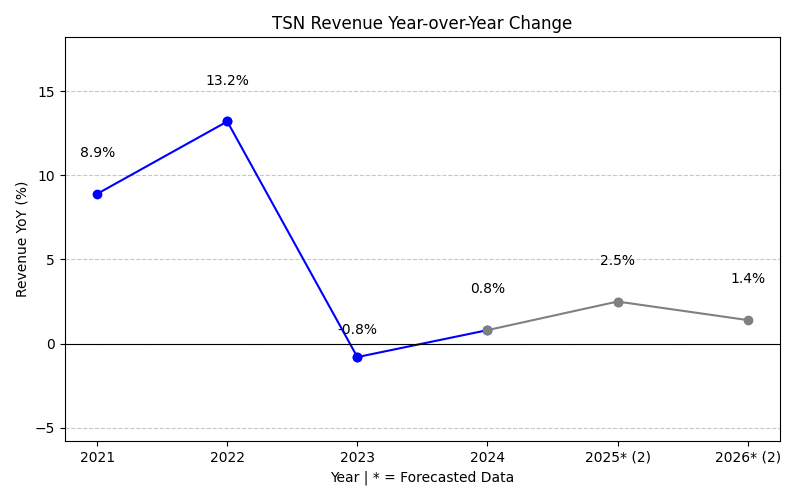 TSN Revenue Year-over-Year Change
Revenue YoY (%)
15
10
5
0
−5
8.9%
13.2%
-0.8%
0.8%
2.5%
1.4%
2021 2022 2023 2024 2025* (2) 2026* (2)
Year | * = Forecasted Data